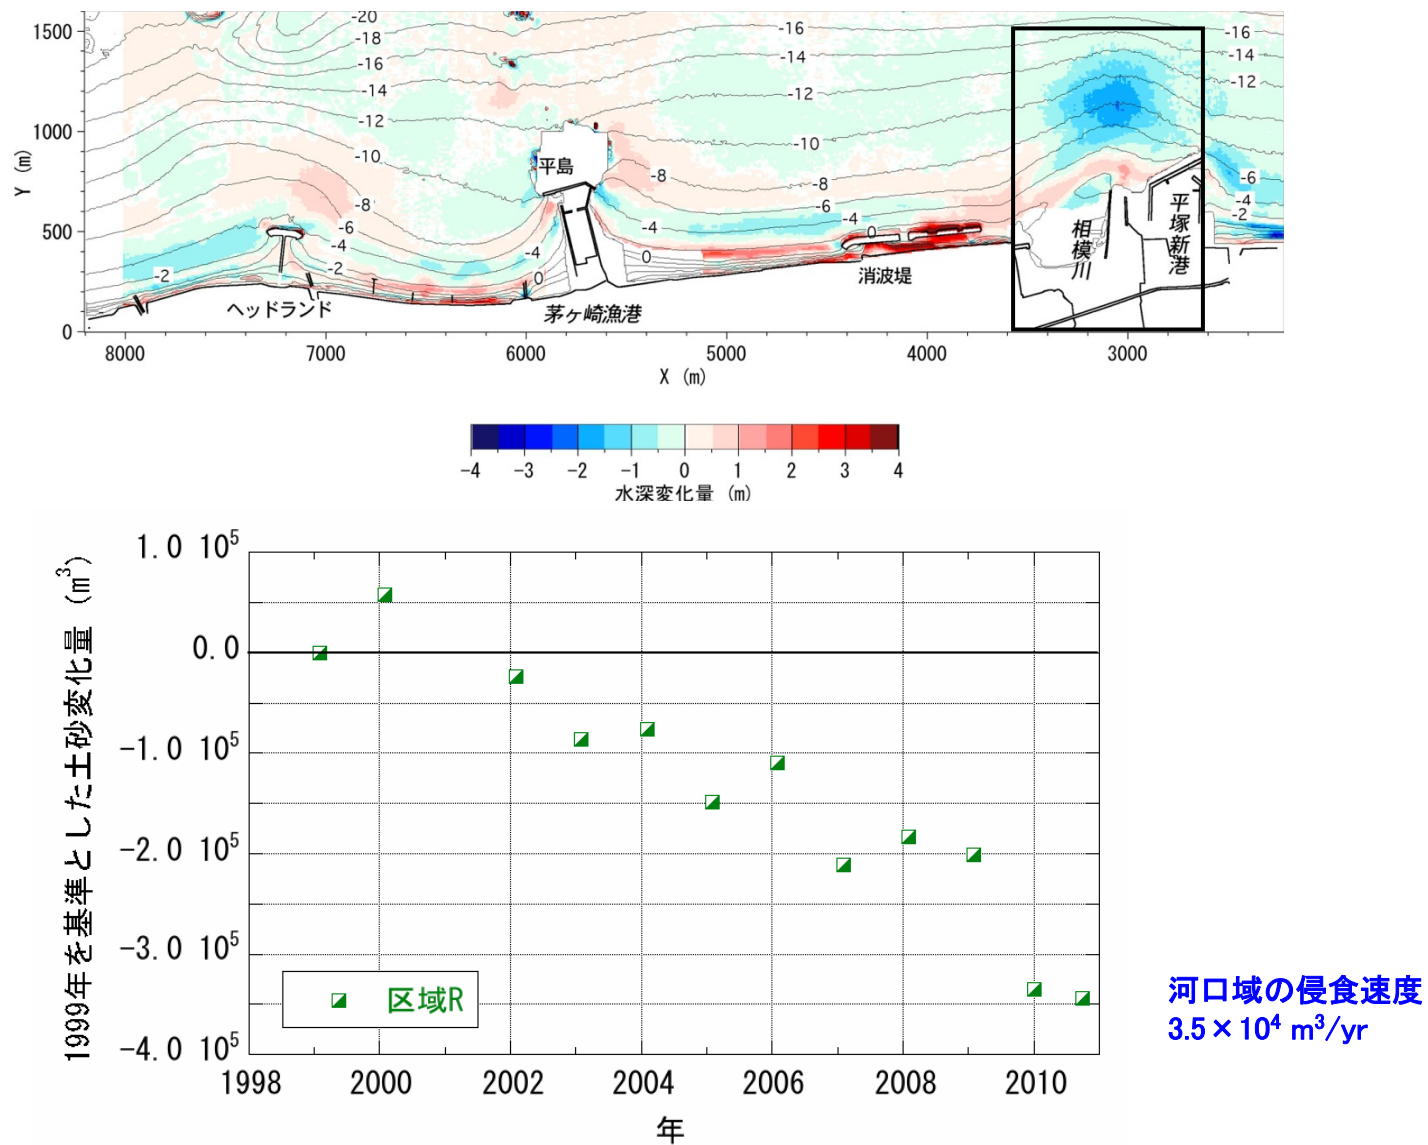 1500
1000
500
0
Y (m)
-20
-18
-16
-14
-12
-10
-8
-6
-4
-2
-2
-4
0
-8
-4
0
-16
-14
-12
-10
-8
-6
-4
0
-16
-14
-12
-6
-4
-2
平島
ヘッドランド
茅ヶ崎漁港
消波堤
相模川
平塚新港
8000 7000 6000 5000 4000 3000
X (m)
-4 -3 -2 -1 0 1 2 3 4
水深変化量 (m)
1999年を基準とした土砂変化量 (m³)
1.0 10⁵
0.0
-1.0 10⁵
-2.0 10⁵
-3.0 10⁵
-4.0 10⁵
区域R
1998 2000 2002 2004 2006 2008 2010
年
河口域の侵食速度
3.5×10⁴ m³/yr